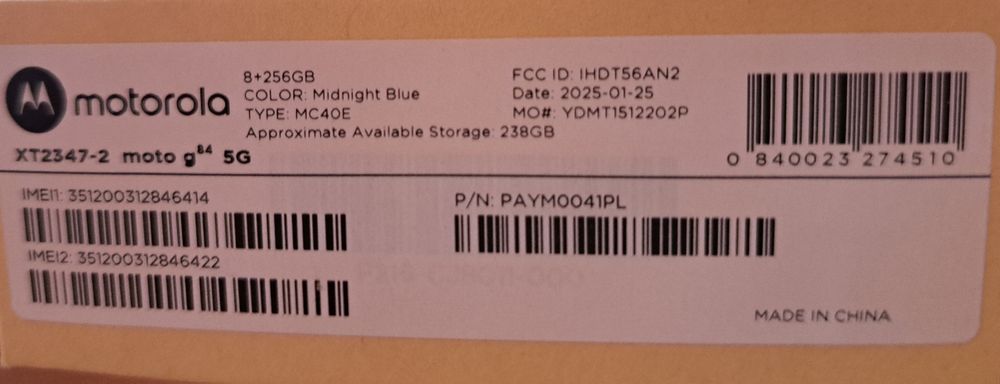 motorola
8+256GB
COLOR: Midnight Blue
TYPE: MC40E
Approximate Available Storage: 238GB
FCC ID: IHDT56AN2
Date: 2025-01-25
MO#: YDMT1512202P
XT2347-2 moto g84 5G
0 840023 274510
IMEI1: 351200312846414
P/N: PAYM0041PL
IMEI2: 351200312846422
MADE IN CHINA